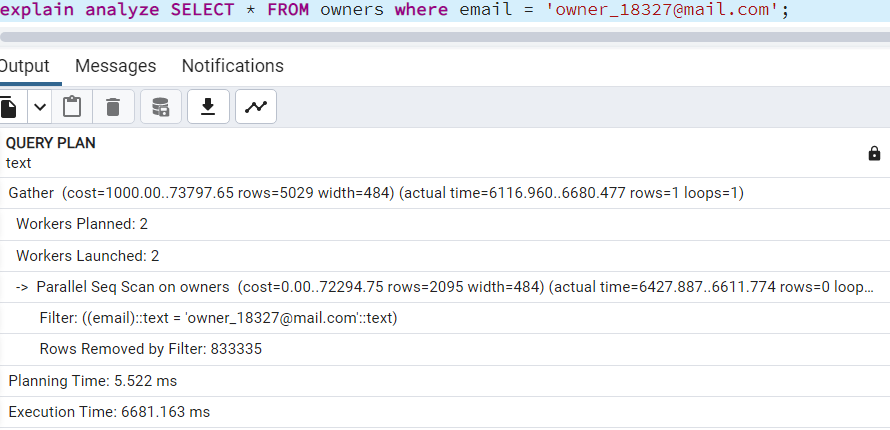 explain analyze SELECT * FROM owners where email = 'owner_18327@mail.com';
Output Messages Notifications
QUERY PLAN
text
Gather (cost=1000.00..73797.65 rows=5029 width=484) (actual time=6116.960..6680.477 rows=1 loops=1)
Workers Planned: 2
Workers Launched: 2
-> Parallel Seq Scan on owners (cost=0.00..72294.75 rows=2095 width=484) (actual time=6427.887..6611.774 rows=0 loop...
Filter: ((email)::text = 'owner_18327@mail.com'::text)
Rows Removed by Filter: 833335
Planning Time: 5.522 ms
Execution Time: 6681.163 ms